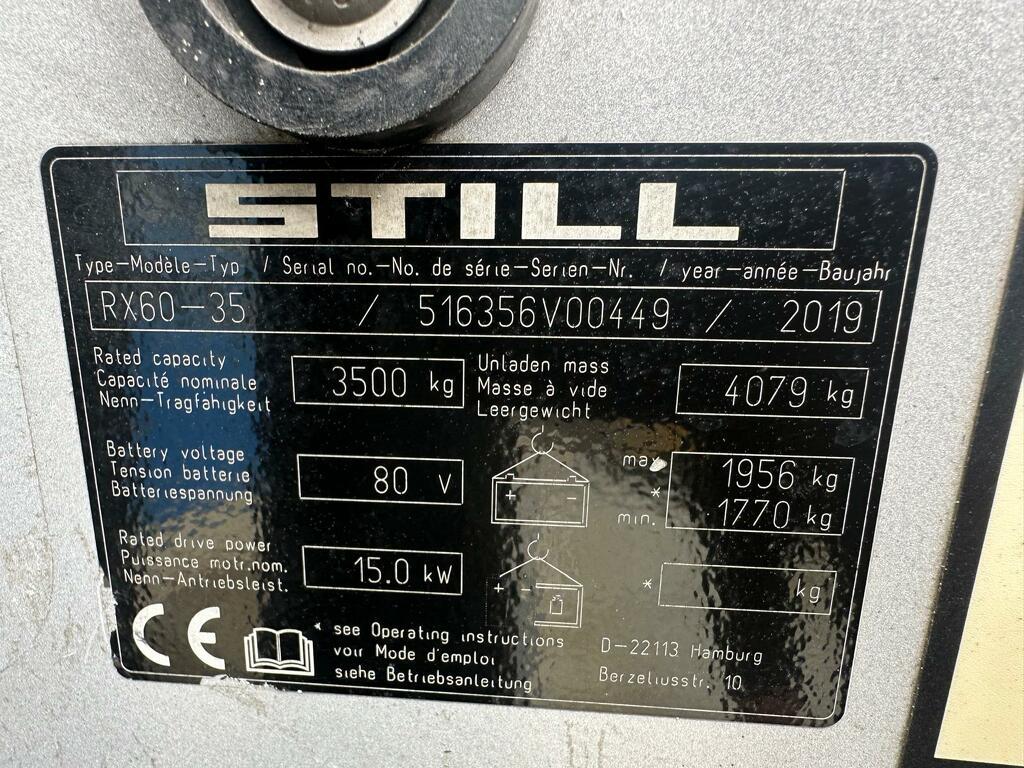 STILL
Type-Modèle-Typ / Serial no.-No. de série-Serien-Nr. / year-année-Baujahr
RX60-35 / 516356V00449 / 2019
Rated capacity
Capacité nominale
Nenn-Tragfähigkeit
3500 kg
Unladen mass
Masse à vide
Leergewicht
4079 kg
Battery voltage
Tension batterie
Batteriespannung
80 V
+ -
max.
*
min.
1956 kg
1770 kg
Rated drive power
Puissance motr.nom.
Nenn-Antriebsleist.
15.0 kW
+ -
* kg
CE
* see Operating instructions
voir Mode d'emploi
siehe Betriebsanleitung
D-22113 Hamburg
Berzeliusstr. 10